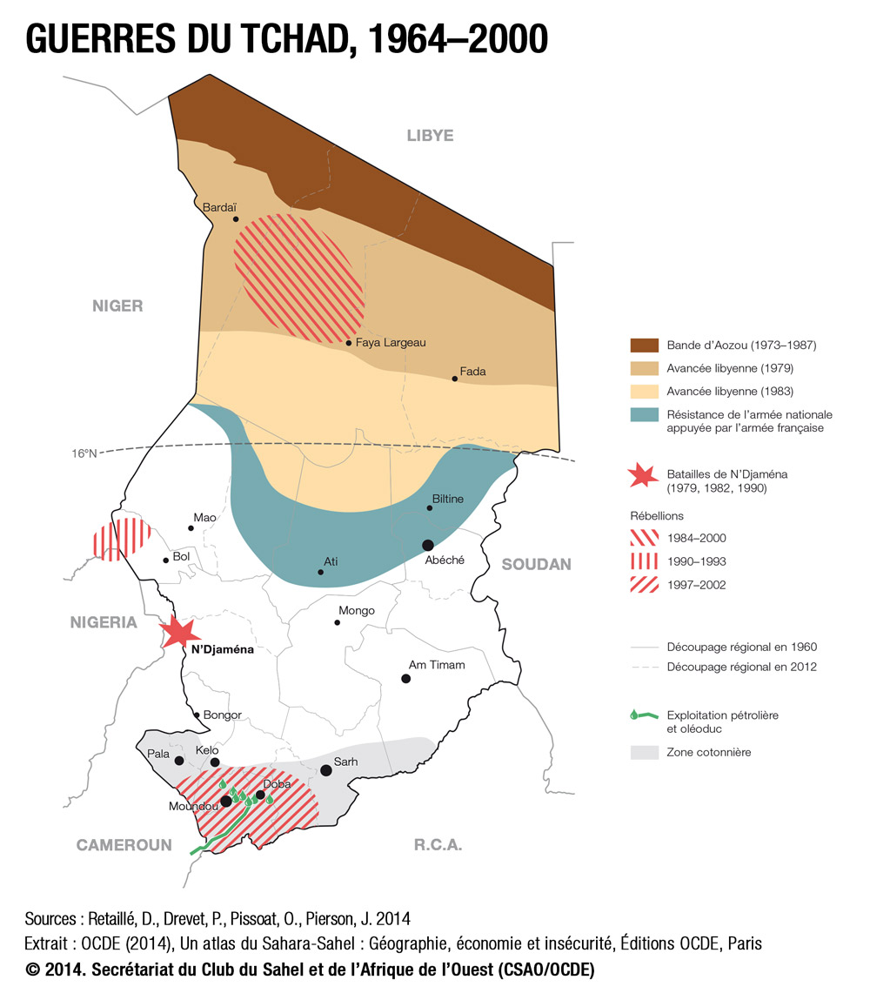 GUERRES DU TCHAD, 1964–2000
LIBYE
Bardaï
NIGER
Faya Largeau
Fada
16°N
Biltine
Mao
Bol
Ati
Abéché
SOUDAN
NIGERIA
Mongo
N'Djaména
Am Timam
Bongor
Pala
Kelo
Sarh
Doba
Moundou
CAMEROUN
R.C.A.
Bande d'Aozou (1973–1987)
Avancée libyenne (1979)
Avancée libyenne (1983)
Résistance de l'armée nationale
appuyée par l'armée française
Batailles de N'Djaména
(1979, 1982, 1990)
Rébellions
1984–2000
1990–1993
1997–2002
Découpage régional en 1960
Découpage régional en 2012
Exploitation pétrolière
et oléoduc
Zone cotonnière
Sources : Retaillé, D., Drevet, P., Pissoat, O., Pierson, J. 2014
Extrait : OCDE (2014), Un atlas du Sahara-Sahel : Géographie, économie et insécurité, Éditions OCDE, Paris
© 2014. Secrétariat du Club du Sahel et de l'Afrique de l'Ouest (CSAO/OCDE)